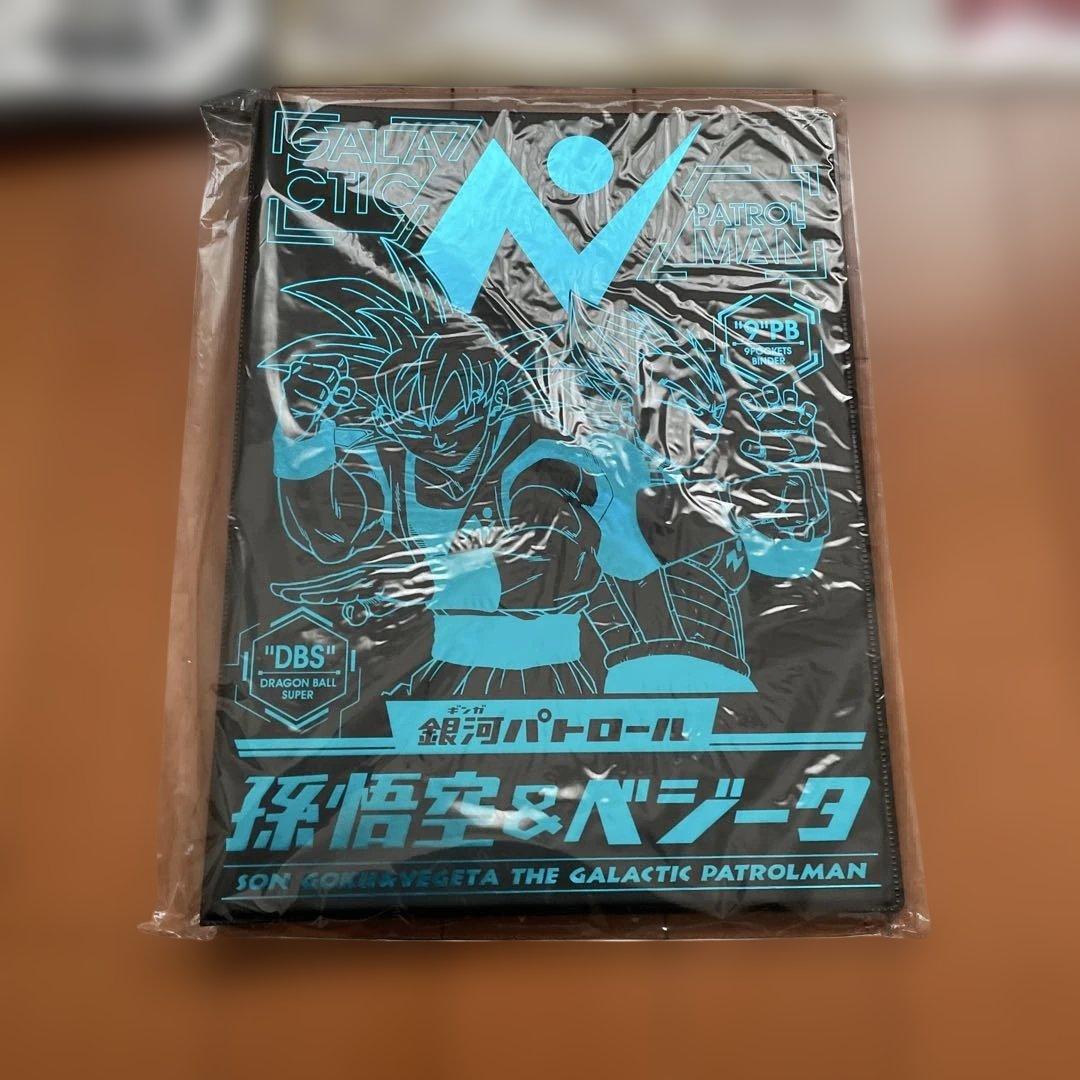 GALA
CTIC
PATROL
MAN
"9"PB
9POCKETS
BINDER
"DBS"
DRAGON BALL
SUPER
ギンガ
銀河パトロール
孫悟空&ベジータ
SON GOKU&VEGETA THE GALACTIC PATROLMAN